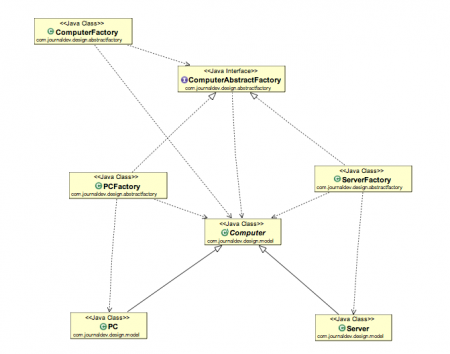 <<Java Class>>
ComputerFactory
com.journaldev.design.abstractfactory
<<Java Interface>>
ComputerAbstractFactory
com.journaldev.design.abstractfactory
<<Java Class>>
PCFactory
com.journaldev.design.abstractfactory
<<Java Class>>
ServerFactory
com.journaldev.design.abstractfactory
<<Java Class>>
Computer
com.journaldev.design.model
<<Java Class>>
PC
com.journaldev.design.model
<<Java Class>>
Server
com.journaldev.design.model